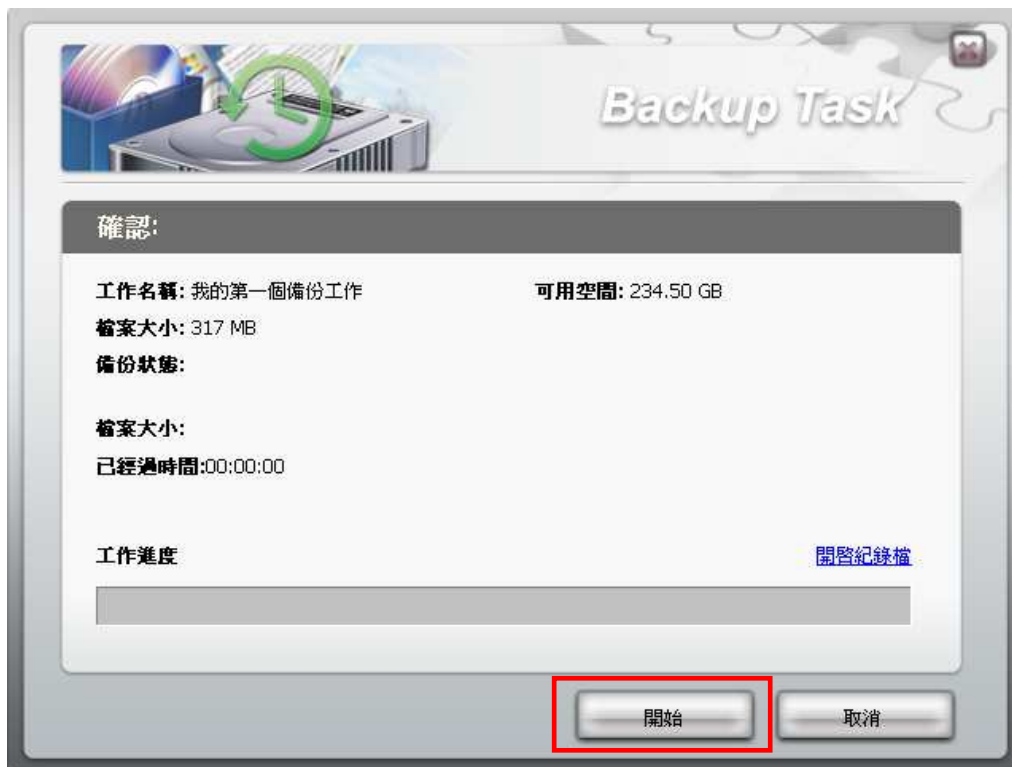 Backup Task
確認:
工作名稱: 我的第一個備份工作
可用空間: 234.50 GB
檔案大小: 317 MB
備份狀態:
檔案大小:
已經過時間:00:00:00
工作進度
開啓紀錄檔
開始
取消